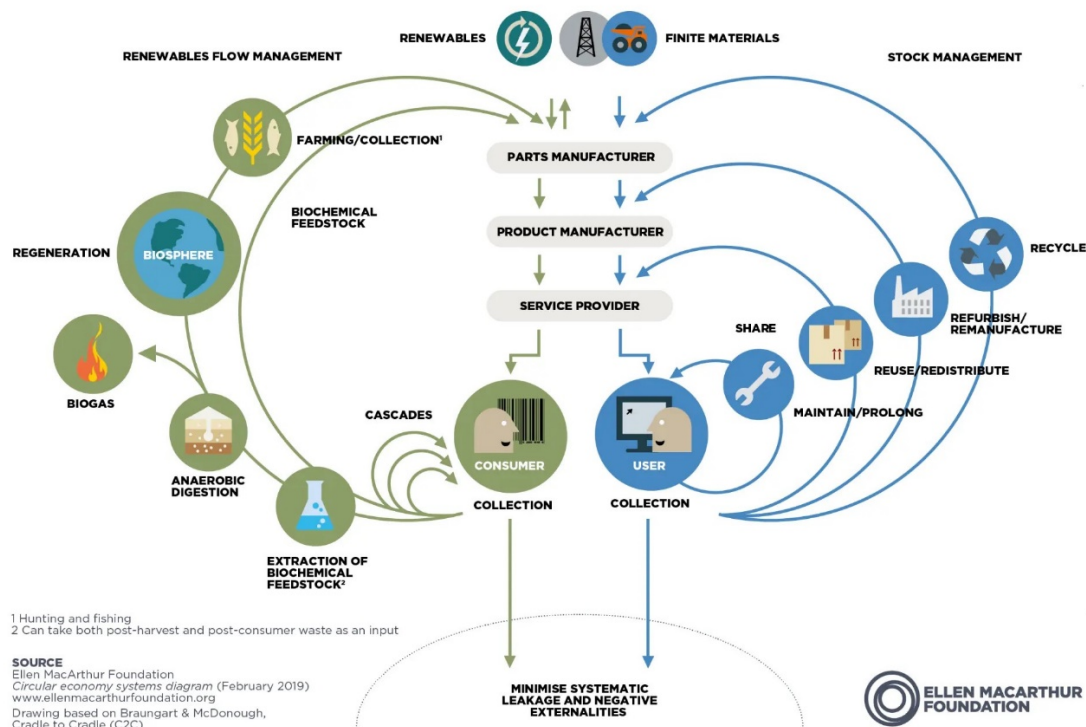 RENEWABLES
FINITE MATERIALS
RENEWABLES FLOW MANAGEMENT
STOCK MANAGEMENT
FARMING/COLLECTION¹
PARTS MANUFACTURER
BIOCHEMICAL
FEEDSTOCK
PRODUCT MANUFACTURER
REGENERATION
BIOSPHERE
RECYCLE
SERVICE PROVIDER
REFURBISH/
REMANUFACTURE
SHARE
REUSE/REDISTRIBUTE
BIOGAS
CASCADES
MAINTAIN/PROLONG
CONSUMER
USER
ANAEROBIC
DIGESTION
COLLECTION
COLLECTION
EXTRACTION OF
BIOCHEMICAL
FEEDSTOCK²
1 Hunting and fishing
2 Can take both post-harvest and post-consumer waste as an input
SOURCE
Ellen MacArthur Foundation
Circular economy systems diagram (February 2019)
www.ellenmacarthurfoundation.org
Drawing based on Braungart & McDonough,
Cradle to Cradle (C2C)
MINIMISE SYSTEMATIC
LEAKAGE AND NEGATIVE
EXTERNALITIES
ELLEN MACARTHUR
FOUNDATION